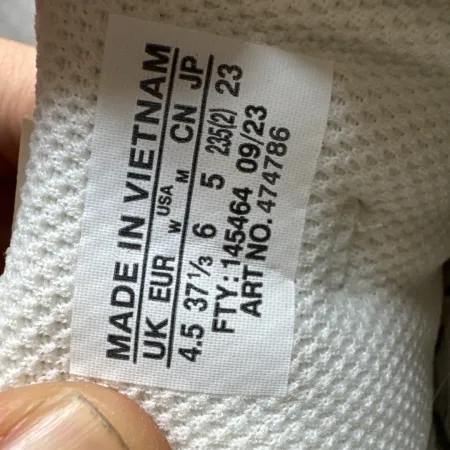 MADE IN VIETNAM
UK EUR W USA M CN JP
4.5 37⅓ 6 5 235(2) 23
FTY: 145464 09/23
ART NO. 474786